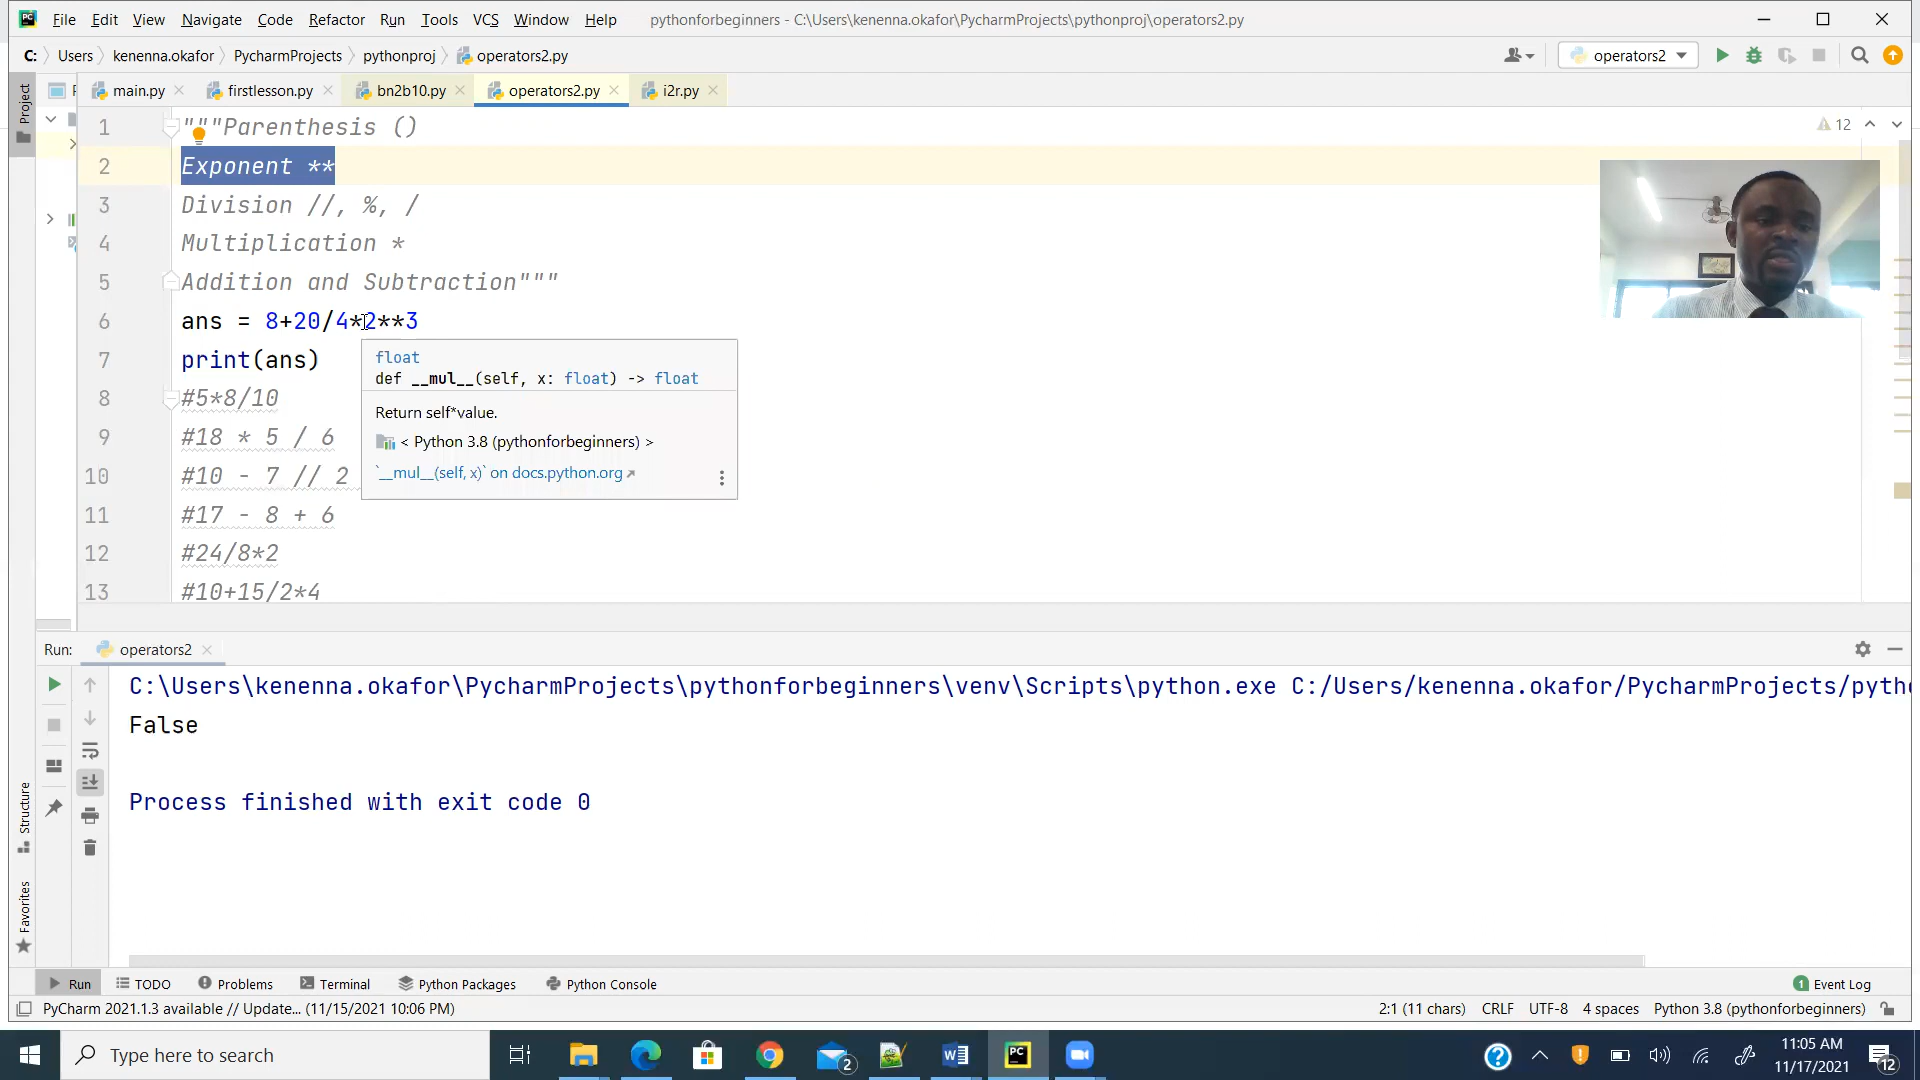 File Edit View Navigate Code Refactor Run Tools VCS Window Help pythonforbeginners - C:\Users\kenenna.okafor\PycharmProjects\pythonproj\operators2.py
C: Users kenenna.okafor PycharmProjects pythonproj operators2.py operators2
main.py firstlesson.py bn2b10.py operators2.py i2r.py
Project
1 """Parenthesis () 12
2 Exponent **
3 Division //, %, /
4 Multiplication *
5 Addition and Subtraction"""
6 ans = 8+20/4*2**3
7 print(ans)
float
def __mul__(self, x: float) -> float
Return self*value.
< Python 3.8 (pythonforbeginners) >
`__mul__(self, x)` on docs.python.org
8 #5*8/10
9 #18 * 5 / 6
10 #10 - 7 // 2
11 #17 - 8 + 6
12 #24/8*2
13 #10+15/2*4
Run: operators2
C:\Users\kenenna.okafor\PycharmProjects\pythonforbeginners\venv\Scripts\python.exe C:/Users/kenenna.okafor/PycharmProjects/pytho
False
Process finished with exit code 0
Structure
Favorites
Run TODO Problems Terminal Python Packages Python Console 1 Event Log
PyCharm 2021.1.3 available // Update... (11/15/2021 10:06 PM) 2:1 (11 chars) CRLF UTF-8 4 spaces Python 3.8 (pythonforbeginners)
Type here to search 2 PC 11:05 AM
11/17/2021 12